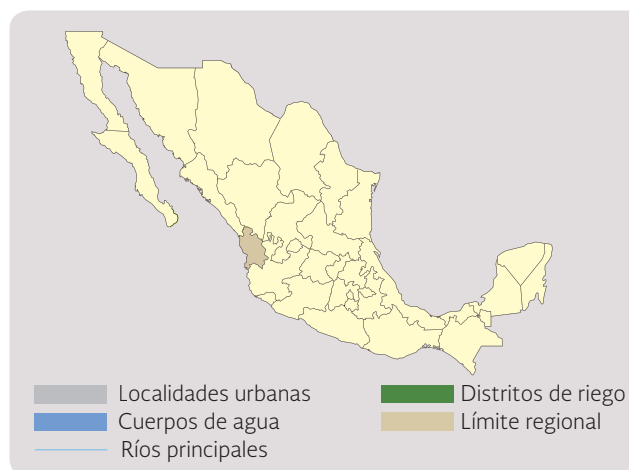 Localidades urbanas
Cuerpos de agua
Ríos principales
Distritos de riego
Límite regional